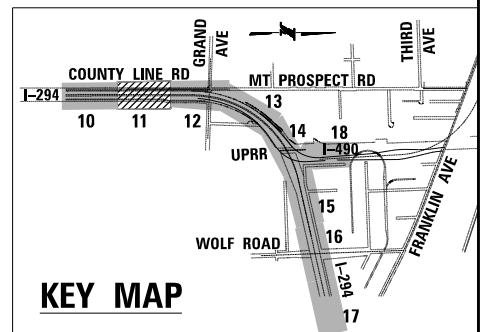 GRAND AVE
THIRD AVE
N
COUNTY LINE RD
MT PROSPECT RD
I-294
10
11
12
13
14
18
UPRR
I-490
15
16
WOLF ROAD
FRANKLIN AVE
I-294
17
KEY MAP